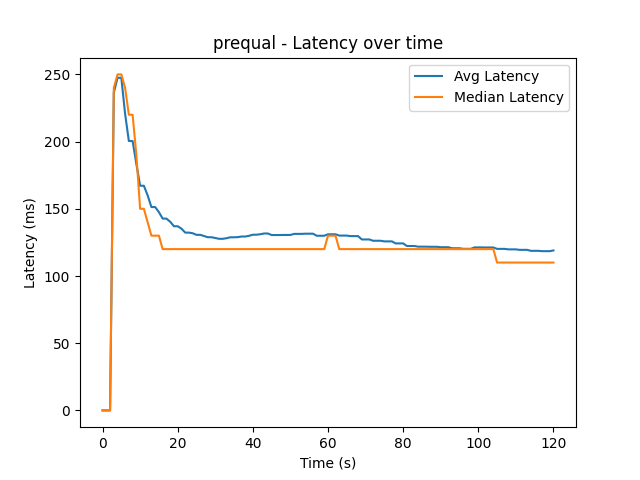 prequal - Latency over time
Avg Latency
Median Latency
Latency (ms)
250
200
150
100
50
0
0 20 40 60 80 100 120
Time (s)